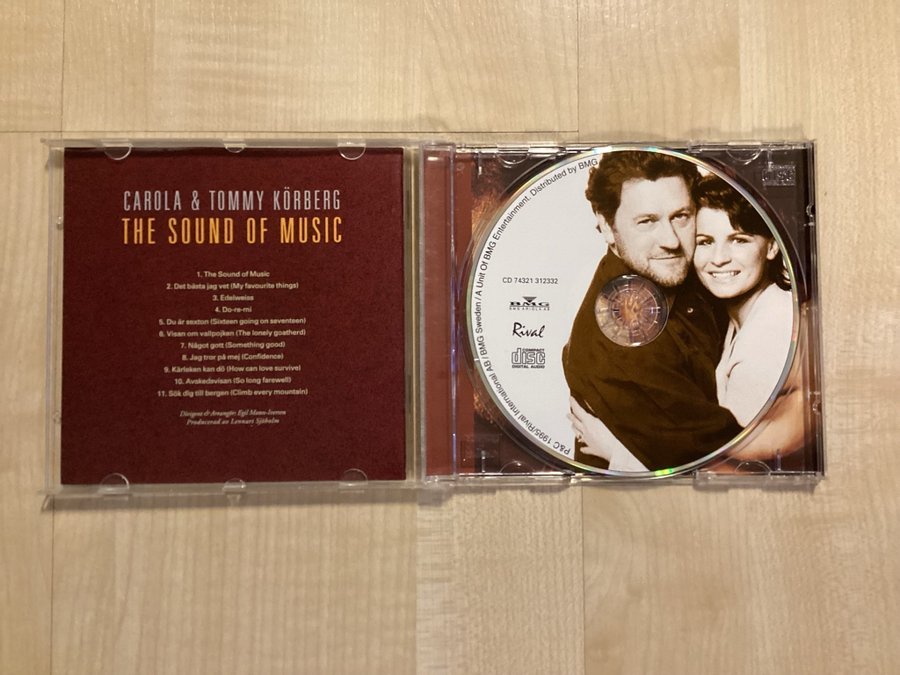 CAROLA & TOMMY KÖRBERG
THE SOUND OF MUSIC
1. The Sound of Music
2. Det bästa jag vet (My favourite things)
3. Edelweiss
4. Do-re-mi
5. Du är sexton (Sixteen going on seventeen)
6. Visan om vallpojken (The lonely goatherd)
7. Något gott (Something good)
8. Jag tror på mej (Confidence)
9. Kärleken kan dö (How can love survive)
10. Avskedsvisan (So long farewell)
11. Sök dig till bergen (Climb every mountain)
Dirigent & Arrangör: Egil Mono-Iversen
Producerad av Lennart Sjöholm
P&C 1995/Rival International AB / BMG Sweden / A Unit Of BMG Entertainment, Distributed by BMG
CD 74321 312332
BMG
BMG ARIOLA AB
Rival
COMPACT
disc
DIGITAL AUDIO